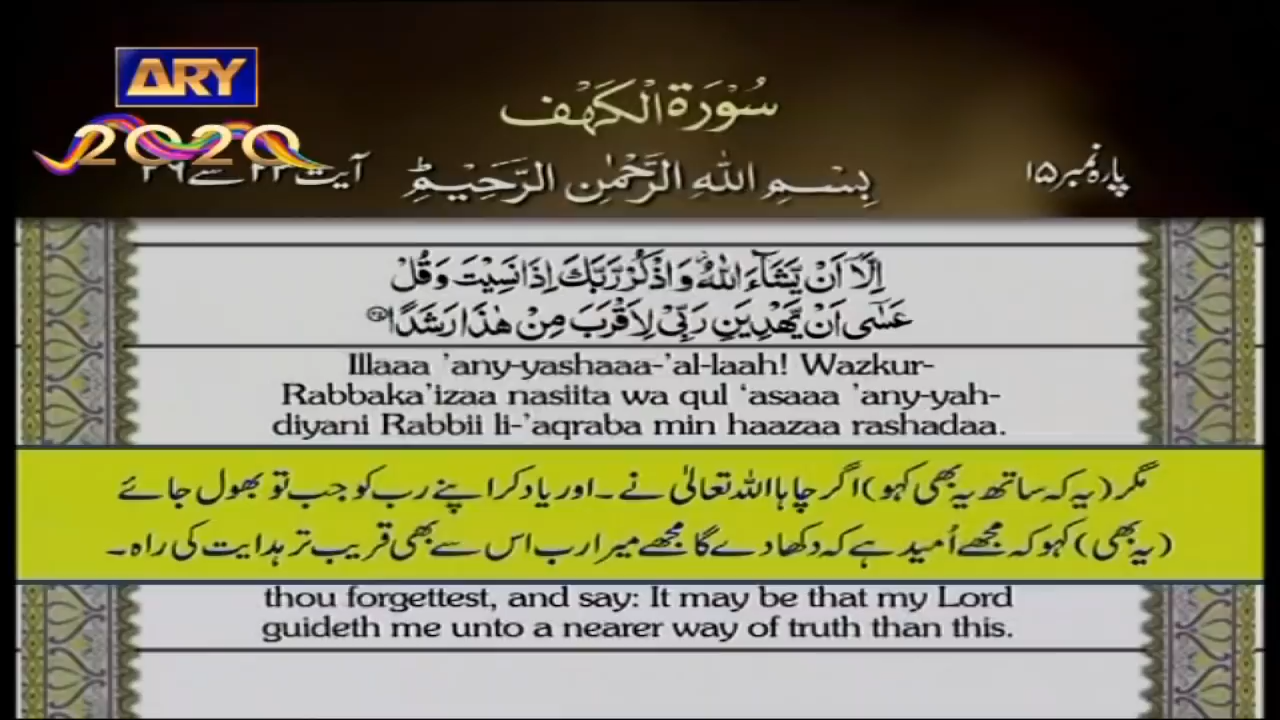 ARY
2020
سُوْرَةُ الْكَهْف
پارہ نمبر ۱۵
بِسْمِ اللّٰهِ الرَّحْمٰنِ الرَّحِيْمِ
آیت ۲۳ سے ۲۹
اِلَّاۤ اَنْ يَّشَآءَ اللّٰهُ ۫ وَاذْكُرْ رَّبَّكَ اِذَا نَسِيْتَ وَقُلْ
عَسٰۤى اَنْ يَّهْدِيَنِ رَبِّيْ لِاَقْرَبَ مِنْ هٰذَا رَشَدًا ۲۴
Illaaa ’any-yashaaa-’al-laah! Wazkur-
Rabbaka’izaa nasiita wa qul ‘asaaa ’any-yah-
diyani Rabbii li-’aqraba min haazaa rashadaa.
مگر (یہ کہ ساتھ یہ بھی کہو) اگر چاہا اللہ تعالیٰ نے ۔ اور یاد کر اپنے رب کو جب تو بھول جائے
(یہ بھی) کہو کہ مجھے اُمید ہے کہ دکھا دے گا مجھے میرا رب اس سے بھی قریب تر ہدایت کی راہ ۔
thou forgettest, and say: It may be that my Lord
guideth me unto a nearer way of truth than this.